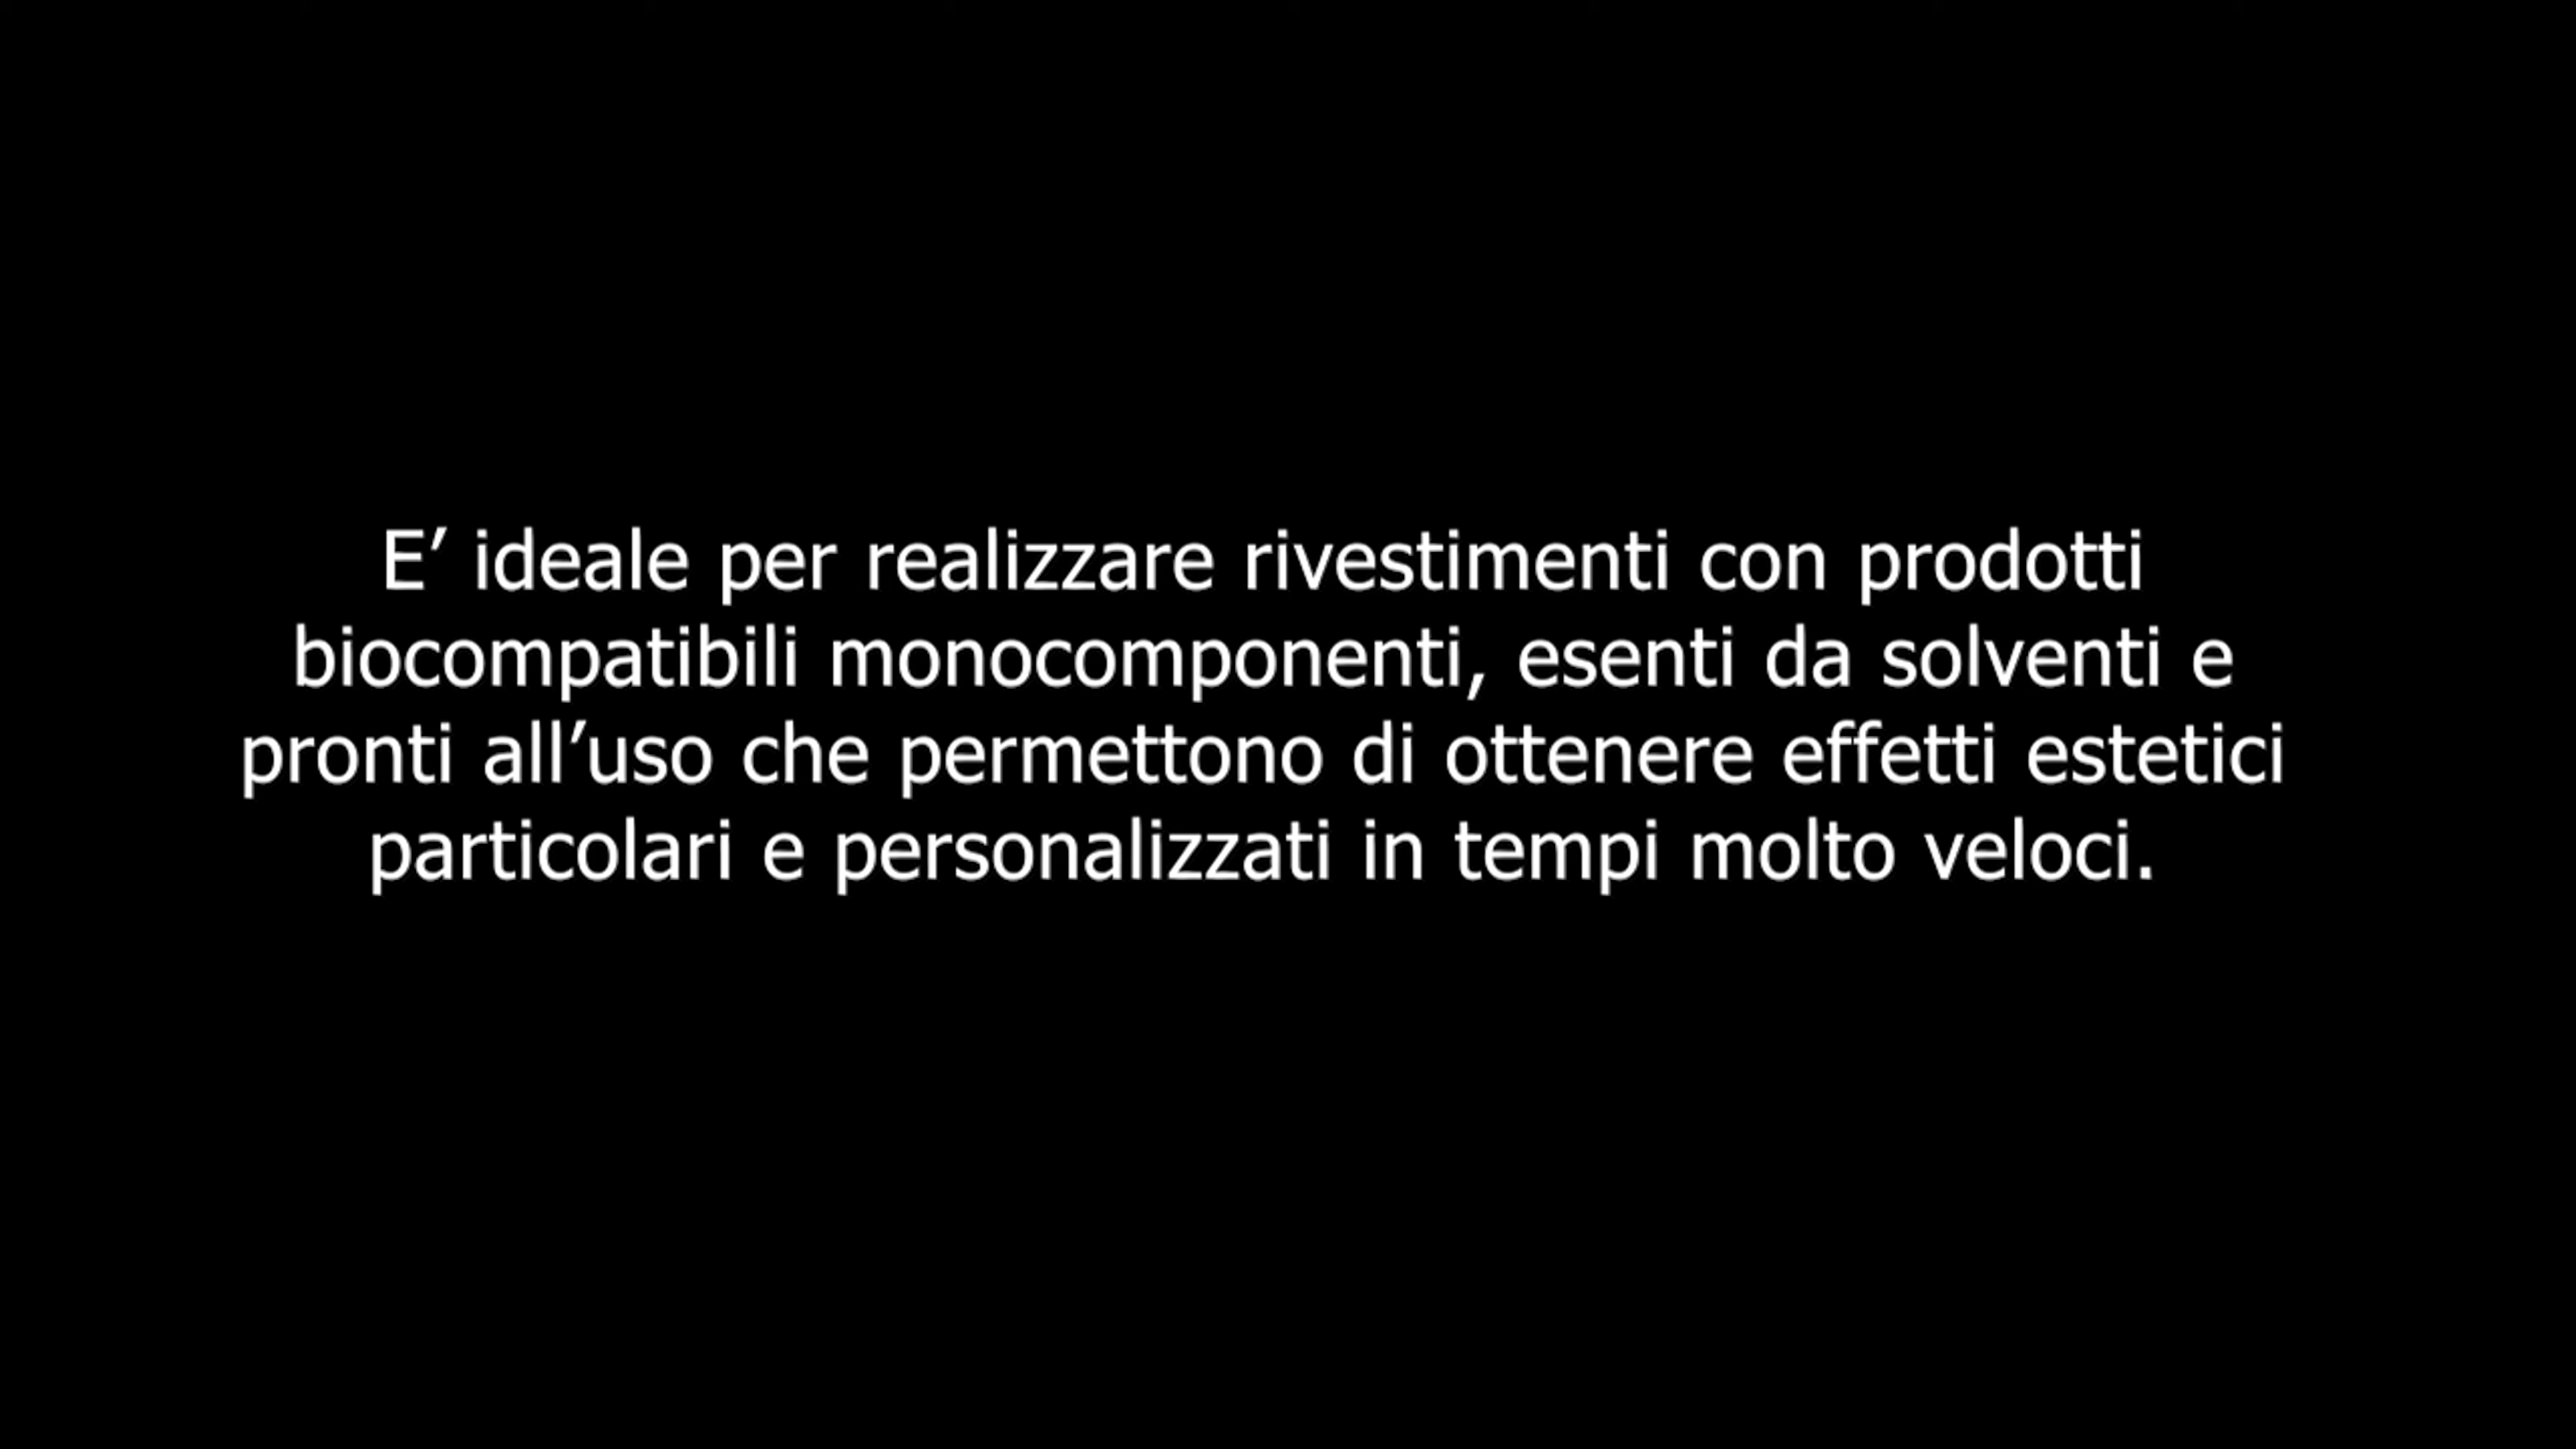 E’ ideale per realizzare rivestimenti con prodotti
biocompatibili monocomponenti, esenti da solventi e
pronti all’uso che permettono di ottenere effetti estetici
particolari e personalizzati in tempi molto veloci.